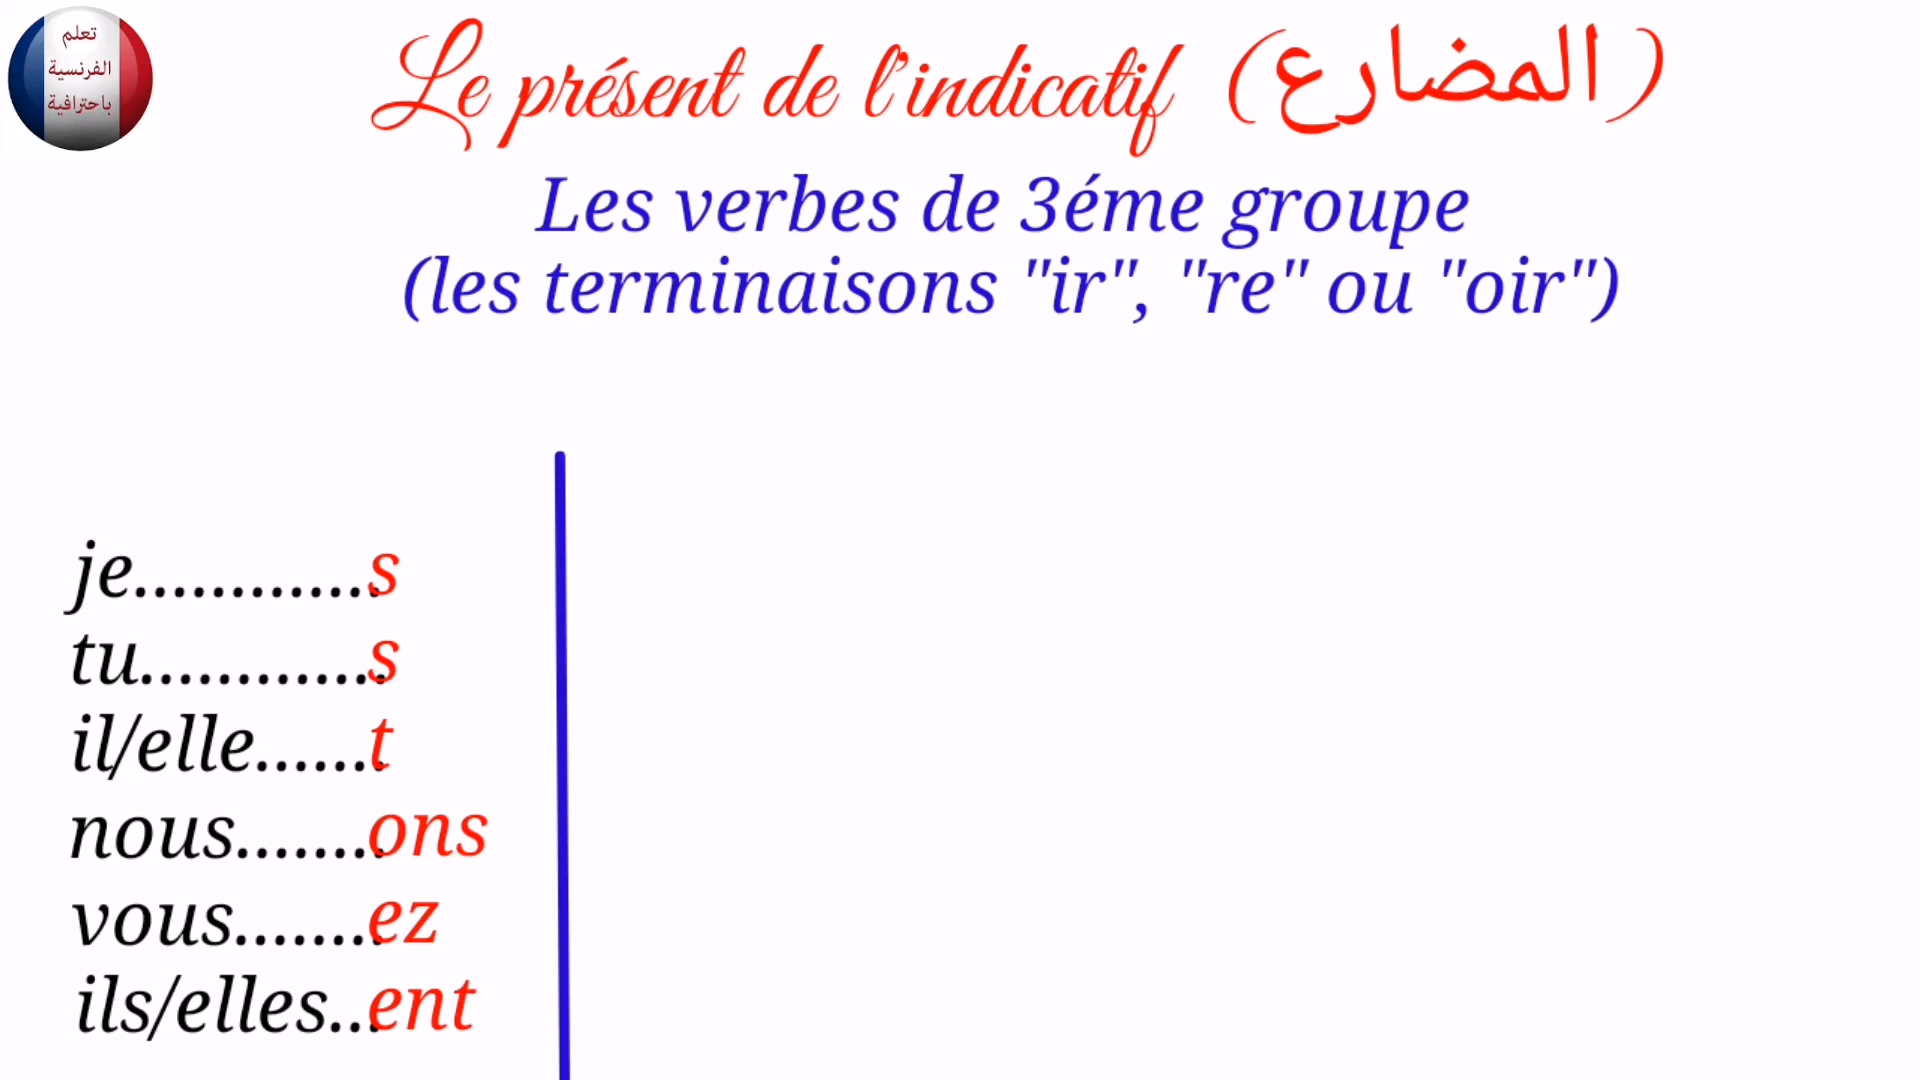 تعلم
الفرنسية
باحترافية
Le présent de l'indicatif (المضارع)
Les verbes de 3éme groupe
(les terminaisons "ir", "re" ou "oir")
je............s
tu............s
il/elle......t
nous.......ons
vous.......ez
ils/elles...ent